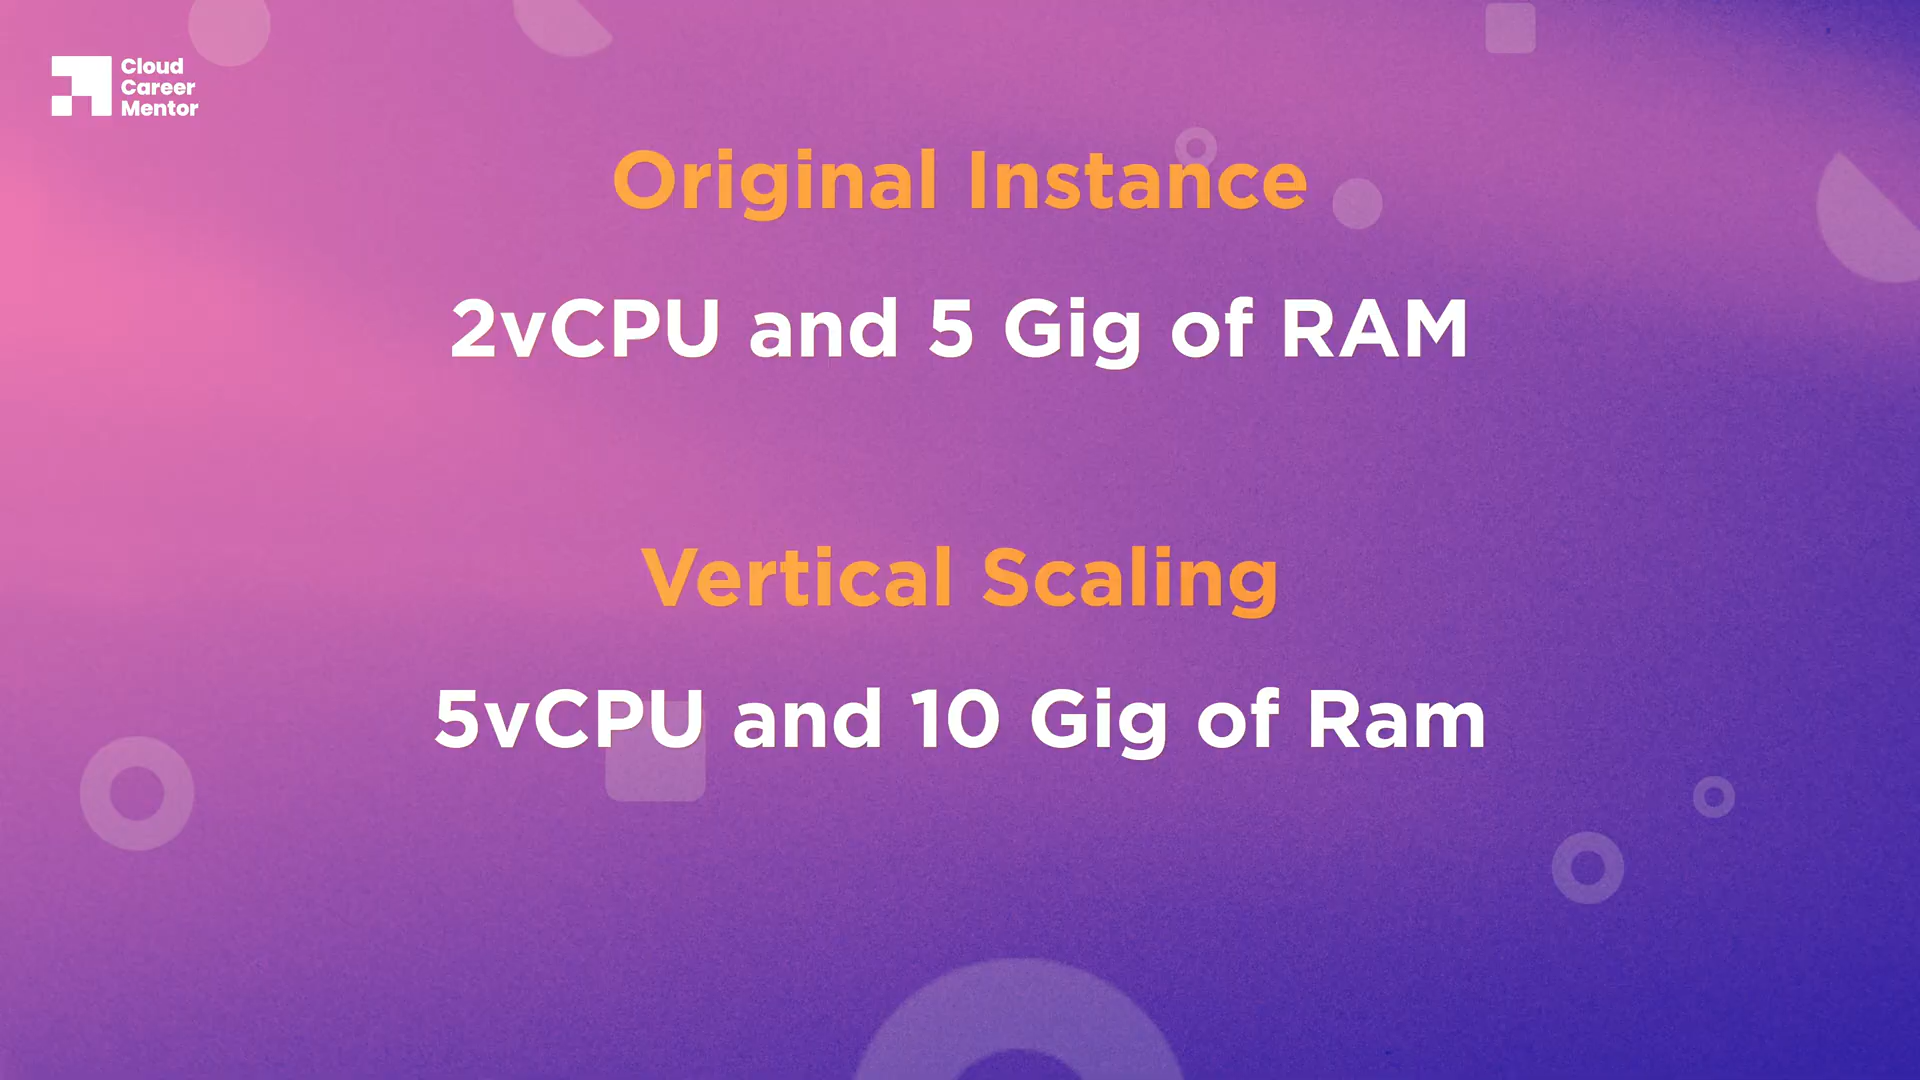 Cloud
Career
Mentor
Original Instance
2vCPU and 5 Gig of RAM
Vertical Scaling
5vCPU and 10 Gig of Ram